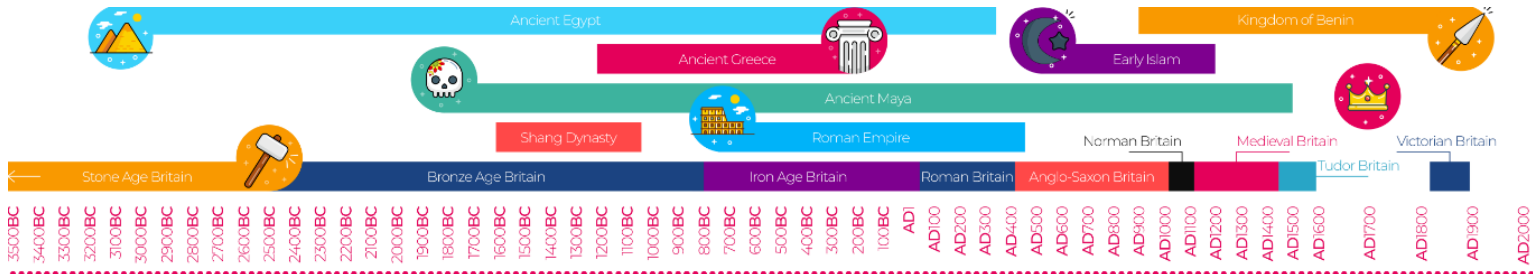 Ancient Egypt
Kingdom of Benin
Ancient Greece
Early Islam
Ancient Maya
Shang Dynasty
Roman Empire
Norman Britain
Medieval Britain
Victorian Britain
Stone Age Britain
Bronze Age Britain
Iron Age Britain
Roman Britain
Anglo-Saxon Britain
Tudor Britain
3500BC
3400BC
3300BC
3200BC
3100BC
3000BC
2900BC
2800BC
2700BC
2600BC
2500BC
2400BC
2300BC
2200BC
2100BC
2000BC
1900BC
1800BC
1700BC
1600BC
1500BC
1400BC
1300BC
1200BC
1100BC
1000BC
900BC
800BC
700BC
600BC
500BC
400BC
300BC
200BC
100BC
AD1
AD100
AD200
AD300
AD400
AD500
AD600
AD700
AD800
AD900
AD1000
AD1100
AD1200
AD1300
AD1400
AD1500
AD1600
AD1700
AD1800
AD1900
AD2000